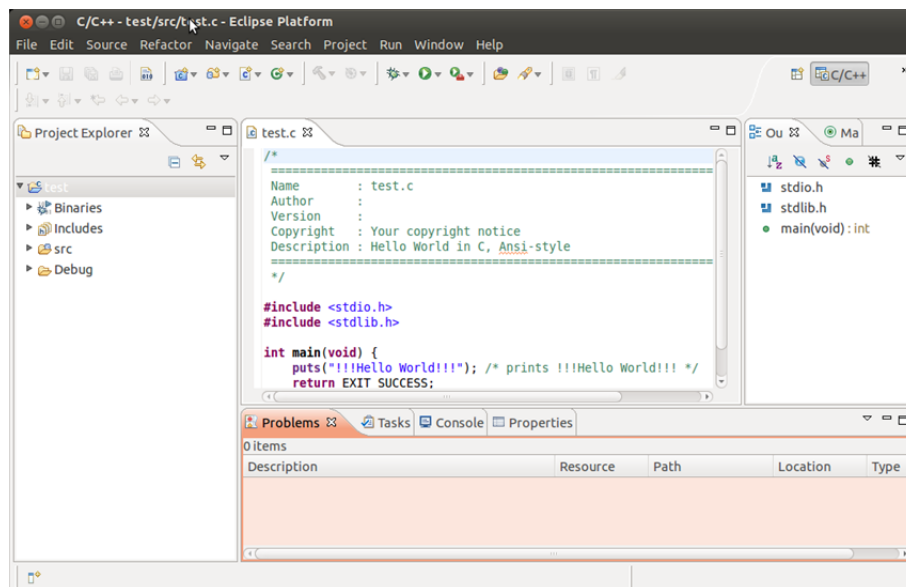 C/C++ - test/src/test.c - Eclipse Platform
File Edit Source Refactor Navigate Search Project Run Window Help
C/C++
Project Explorer
test
Binaries
Includes
src
Debug
test.c
/*
============================================================
Name : test.c
Author :
Version :
Copyright : Your copyright notice
Description : Hello World in C, Ansi-style
============================================================
*/
#include <stdio.h>
#include <stdlib.h>
int main(void) {
puts("!!!Hello World!!!"); /* prints !!!Hello World!!! */
return EXIT SUCCESS;
Ou Ma
stdio.h
stdlib.h
main(void) : int
Problems Tasks Console Properties
0 items
Description Resource Path Location Type